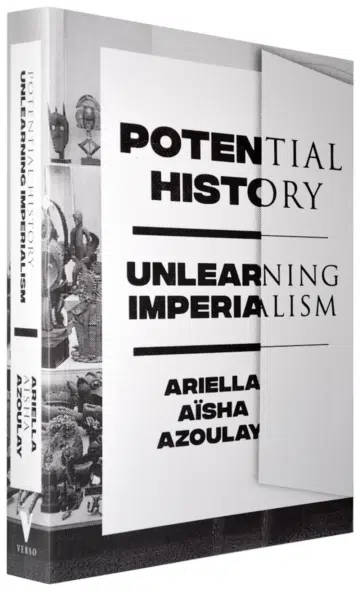 POTENTIAL
HISTORY
UNLEARNING
IMPERIALISM
ARIELLA
AÏSHA
AZOULAY
POTENTIAL HISTORY
UNLEARNING IMPERIALISM
ARIELLA
AÏSHA
AZOULAY
VERSO